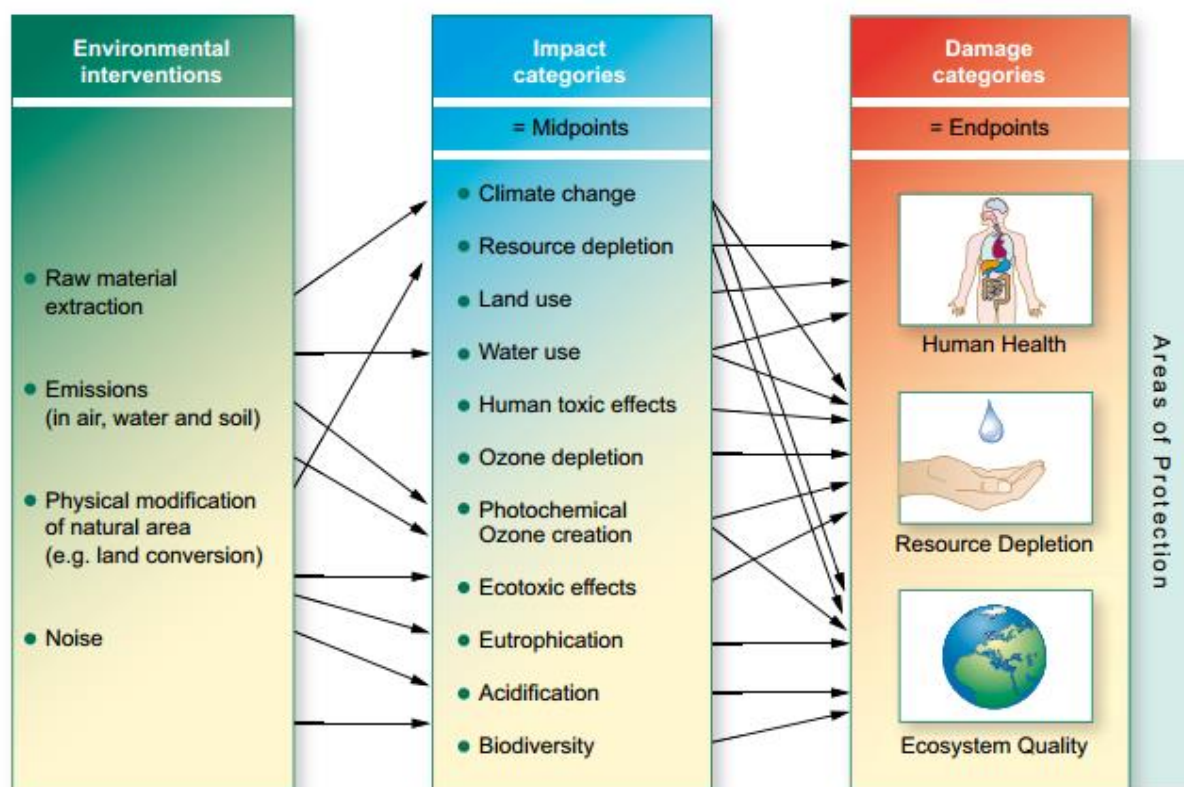 Environmental
interventions
Raw material
extraction
Emissions
(in air, water and soil)
Physical modification
of natural area
(e.g. land conversion)
Noise
Impact
categories
= Midpoints
Climate change
Resource depletion
Land use
Water use
Human toxic effects
Ozone depletion
Photochemical
Ozone creation
Ecotoxic effects
Eutrophication
Acidification
Biodiversity
Damage
categories
= Endpoints
Human Health
Resource Depletion
Ecosystem Quality
Areas of Protection